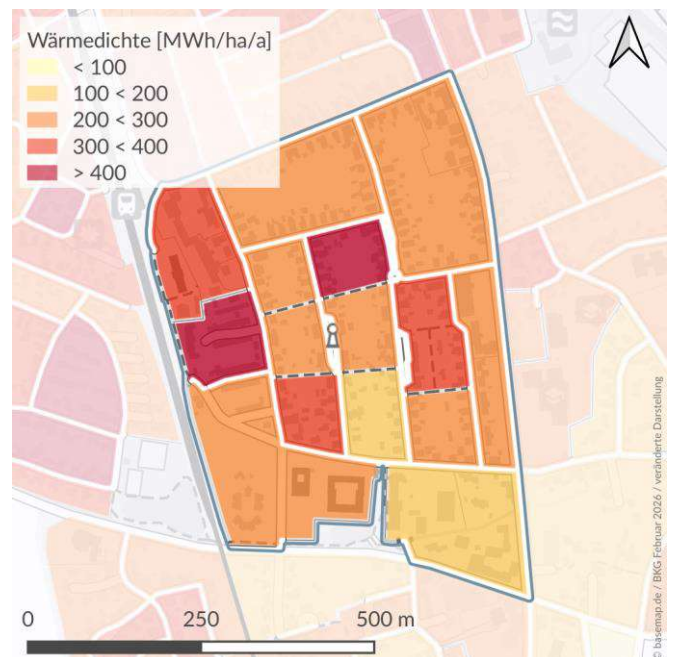 Wärmedichte [MWh/ha/a]
< 100
100 < 200
200 < 300
300 < 400
> 400
0 250 500 m
© basemap.de / BKG Februar 2026 / veränderte Darstellung